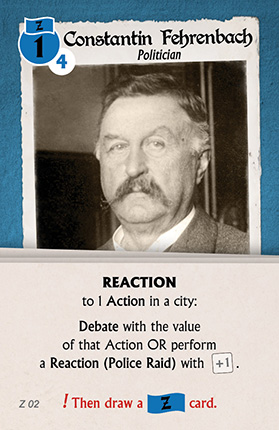 Z
1 Constantin Fehrenbach
4 Politician
REACTION
to 1 Action in a city:
Debate with the value
of that Action OR perform
a Reaction (Police Raid) with +1 .
Z 02 ! Then draw a Z card.